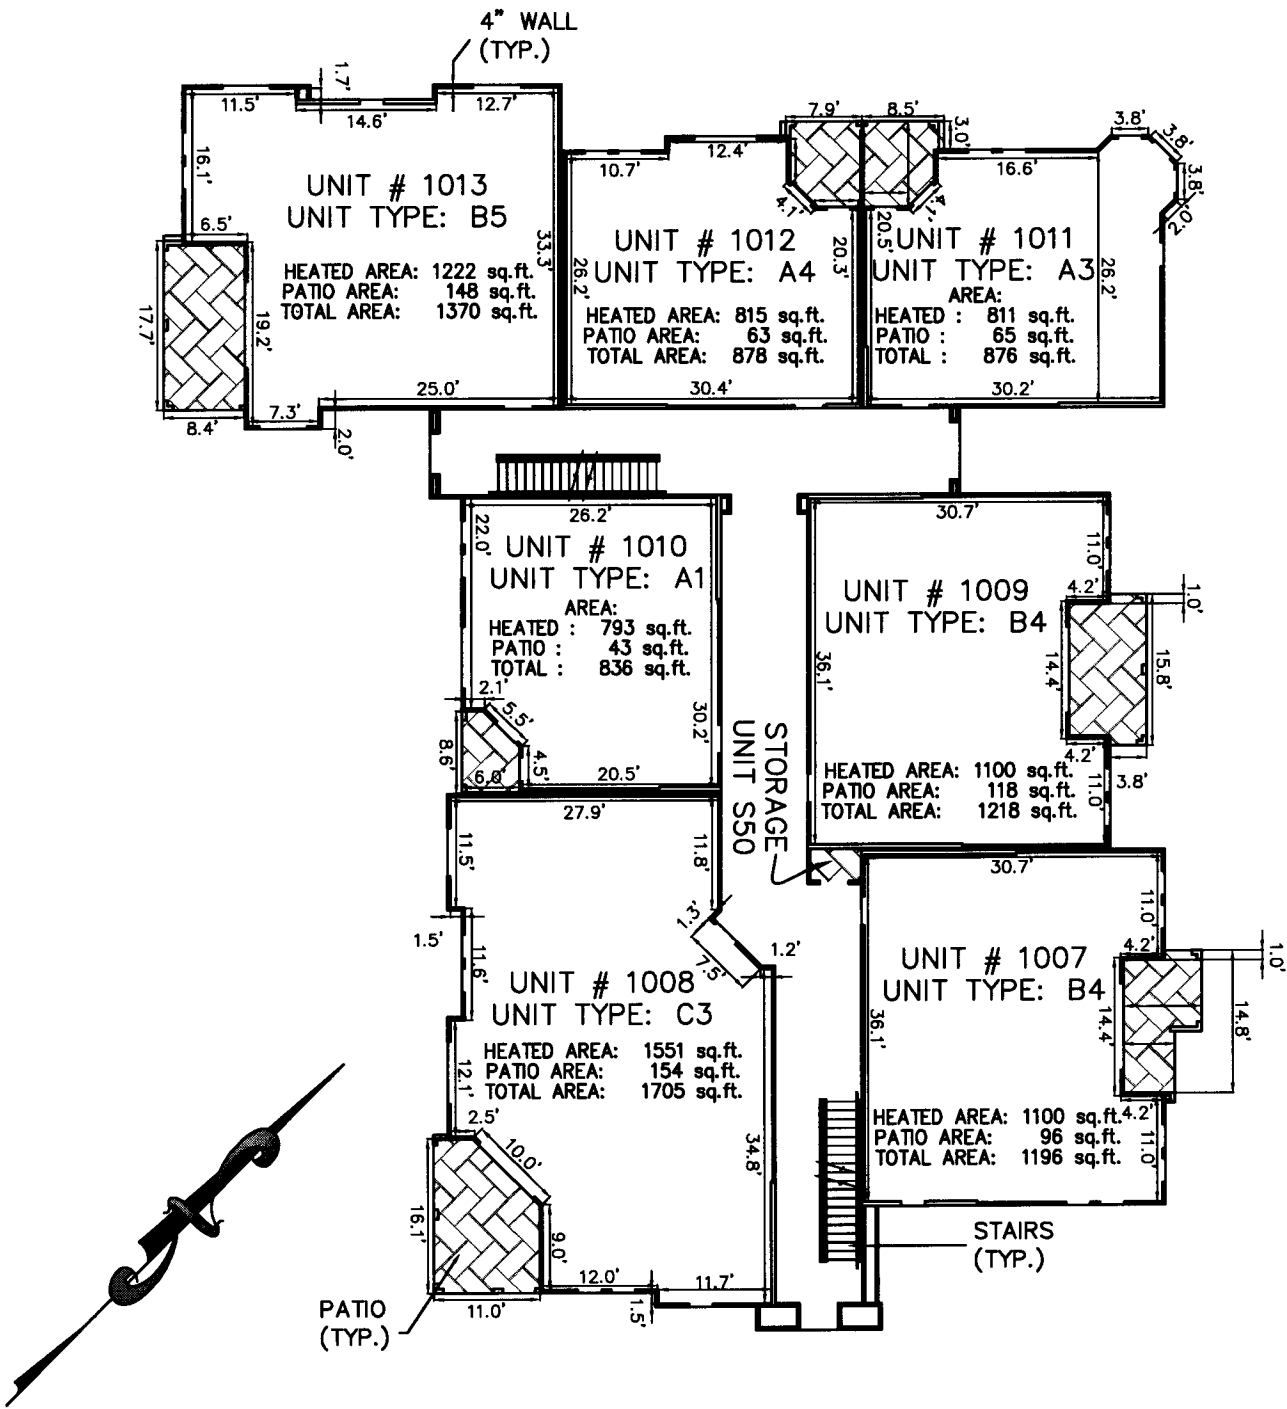 4" WALL
(TYP.)
1.7'
11.5'
14.6'
12.7'
16.1'
UNIT # 1013
UNIT TYPE: B5
6.5'
33.3'
HEATED AREA: 1222 sq.ft.
PATIO AREA: 148 sq.ft.
TOTAL AREA: 1370 sq.ft.
17.7'
19.2'
25.0'
7.3'
8.4'
2.0'
7.9'
8.5'
3.0'
10.7'
12.4'
4.1'
UNIT # 1012
UNIT TYPE: A4
26.2'
20.3'
HEATED AREA: 815 sq.ft.
PATIO AREA: 63 sq.ft.
TOTAL AREA: 878 sq.ft.
30.4'
3.8'
3.8'
3.8'
2.0'
16.6'
4.1'
20.5'
UNIT # 1011
UNIT TYPE: A3
26.2'
AREA:
HEATED : 811 sq.ft.
PATIO : 65 sq.ft.
TOTAL : 876 sq.ft.
30.2'
26.2'
22.0'
UNIT # 1010
UNIT TYPE: A1
AREA:
HEATED : 793 sq.ft.
PATIO : 43 sq.ft.
TOTAL : 836 sq.ft.
2.1'
5.5'
8.6'
6.0'
4.5'
30.2'
20.5'
STORAGE
UNIT S50
30.7'
11.0'
UNIT # 1009
UNIT TYPE: B4
4.2'
1.0'
36.1'
14.4'
15.8'
4.2'
3.8'
11.0'
HEATED AREA: 1100 sq.ft.
PATIO AREA: 118 sq.ft.
TOTAL AREA: 1218 sq.ft.
27.9'
11.5'
11.8'
1.5'
11.6'
1.3'
7.5'
1.2'
UNIT # 1008
UNIT TYPE: C3
HEATED AREA: 1551 sq.ft.
PATIO AREA: 154 sq.ft.
TOTAL AREA: 1705 sq.ft.
12.1'
2.5'
10.0'
34.8'
16.1'
9.0'
12.0'
11.7'
11.0'
1.5'
PATIO
(TYP.)
30.7'
11.0'
UNIT # 1007
UNIT TYPE: B4
4.2'
1.0'
36.1'
14.4'
14.8'
HEATED AREA: 1100 sq.ft.
PATIO AREA: 96 sq.ft.
TOTAL AREA: 1196 sq.ft.
4.2'
11.0'
STAIRS
(TYP.)